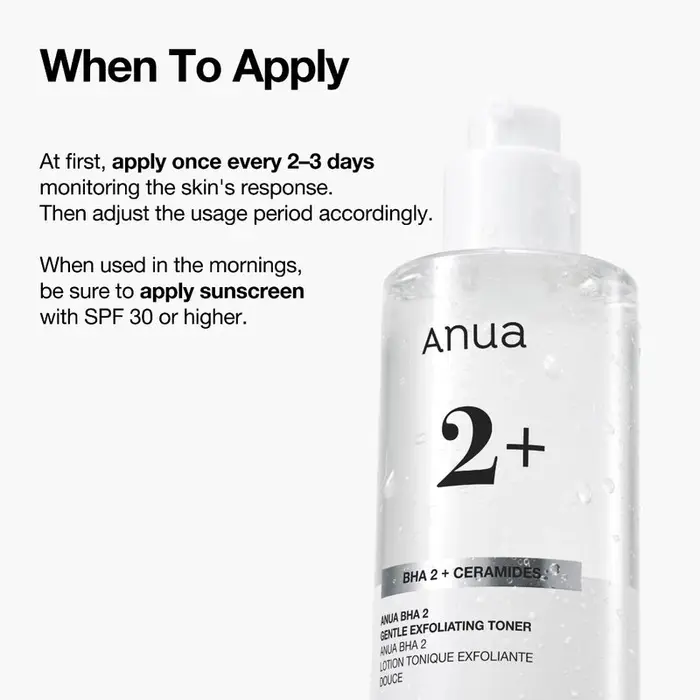 When To Apply
At first, apply once every 2–3 days
monitoring the skin's response.
Then adjust the usage period accordingly.
When used in the mornings,
be sure to apply sunscreen
with SPF 30 or higher.
Anua
2+
BHA 2 + CERAMIDES
ANUA BHA 2
GENTLE EXFOLIATING TONER
ANUA BHA 2
LOTION TONIQUE EXFOLIANTE
DOUCE